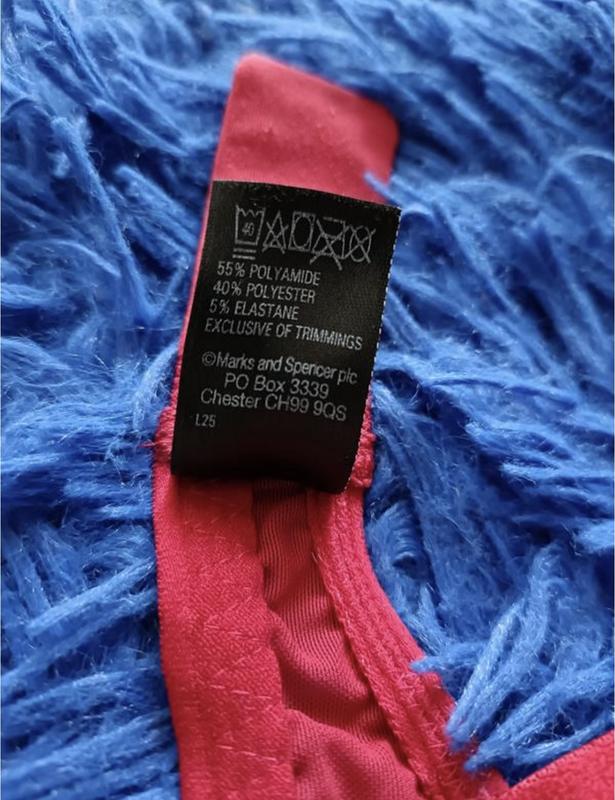 40
55% POLYAMIDE
40% POLYESTER
5% ELASTANE
EXCLUSIVE OF TRIMMINGS
©Marks and Spencer plc
PO Box 3339
Chester CH99 9QS
L25